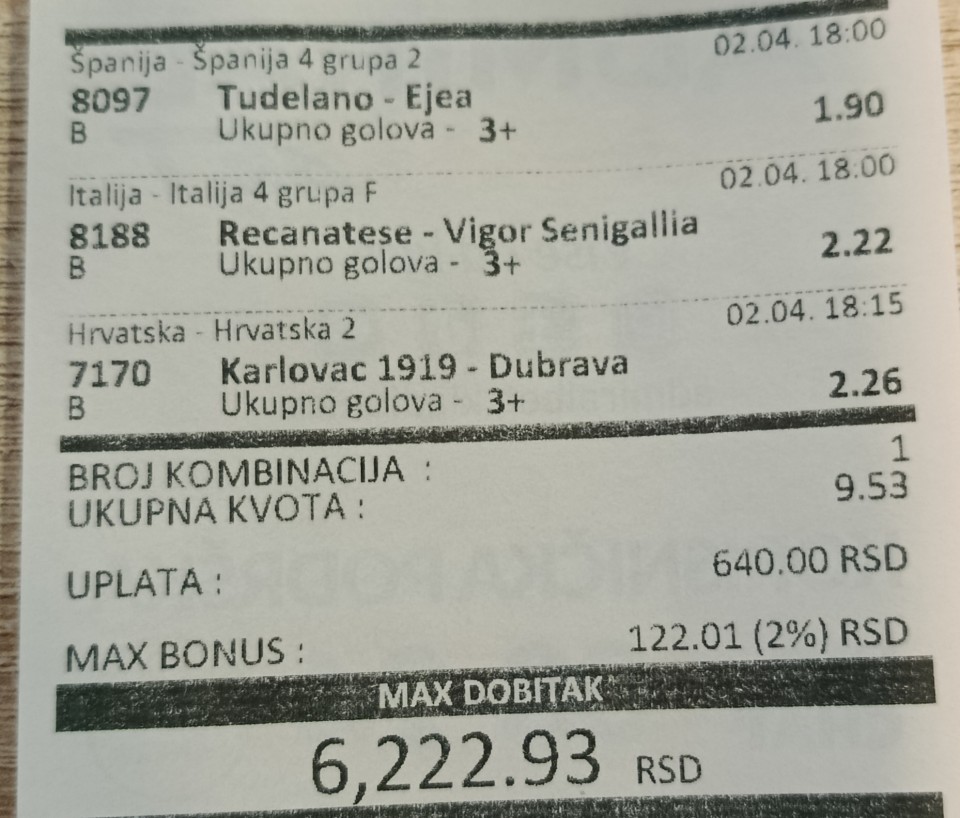 Španija - Španija 4 grupa 2 02.04. 18:00
8097 Tudelano - Ejea 1.90
B Ukupno golova - 3+
Italija - Italija 4 grupa F 02.04. 18:00
8188 Recanatese - Vigor Senigallia 2.22
B Ukupno golova - 3+
Hrvatska - Hrvatska 2 02.04. 18:15
7170 Karlovac 1919 - Dubrava 2.26
B Ukupno golova - 3+
BROJ KOMBINACIJA : 1
UKUPNA KVOTA : 9.53
UPLATA : 640.00 RSD
MAX BONUS : 122.01 (2%) RSD
MAX DOBITAK
6,222.93 RSD